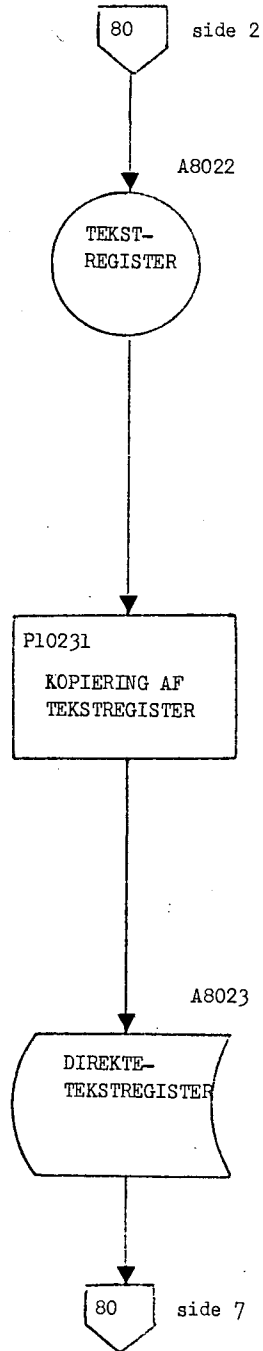 80 side 2
A8022
TEKST-
REGISTER
P10231
KOPIERING AF
TEKSTREGISTER
A8023
DIREKTE-
TEKSTREGISTER
80 side 7